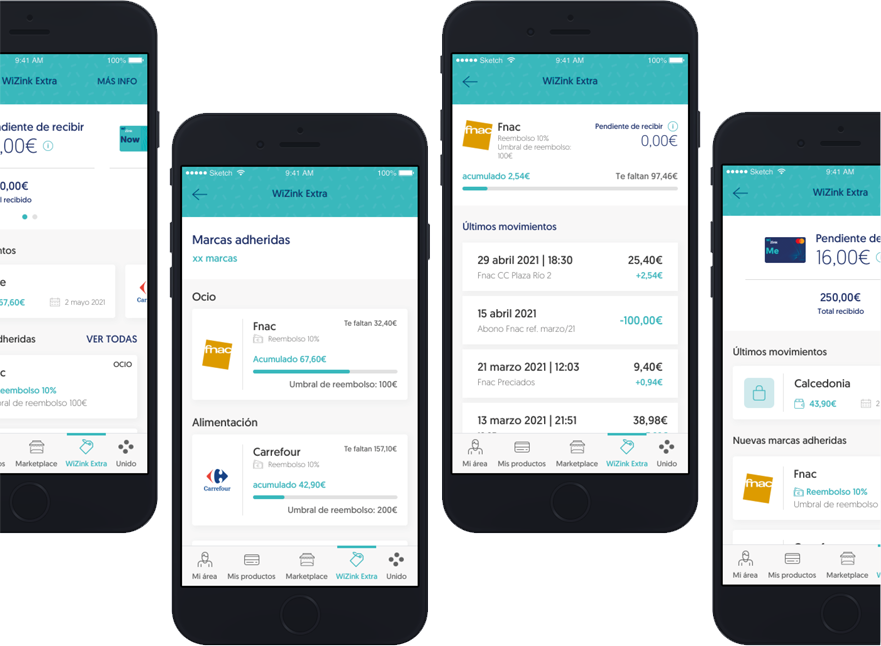 9:41 AM 100%
WiZink Extra MÁS INFO
ndiente de recibir
,00€
Now
0,00€
l recibido
ntos
e
67,60€ 2 mayo 2021
Car
dheridas VER TODAS
c OCIO
eembolso 10%
ral de reembolso 100€
os Marketplace WiZink Extra Unido
Sketch 9:41 AM 100%
WiZink Extra
Marcas adheridas
xx marcas
Ocio
fnac
Fnac Te faltan 32,40€
Reembolso 10%
Acumulado 67,60€
Umbral de reembolso: 100€
Alimentación
Carrefour
Carrefour Te faltan 157,10€
Reembolso 10%
acumulado 42,90€
Umbral de reembolso: 200€
Mi área Mis productos Marketplace WiZink Extra Unido
Sketch 9:41 AM 100%
WiZink Extra
fnac
Fnac Pendiente de recibir
Reembolso 10% 0,00€
Umbral de reembolso:
100€
acumulado 2,54€ Te faltan 97,46€
Últimos movimientos
29 abril 2021 | 18:30 25,40€
Fnac CC Plaza Río 2 +2,54€
15 abril 2021 -100,00€
Abono Fnac ref. marzo/21
21 marzo 2021 | 12:03 9,40€
Fnac Preciados +0,94€
13 marzo 2021 | 21:51 38,98€
Mi área Mis productos Marketplace WiZink Extra Unido
Sketch 9:41 AM
WiZink Extra
Me
Pendiente de
16,00€
250,00€
Total recibido
Últimos movimientos
Calcedonia
43,90€ 2
Nuevas marcas adheridas
fnac
Fnac
Reembolso 10%
Umbral de reembolso
Mi área Mis productos Marketplace W